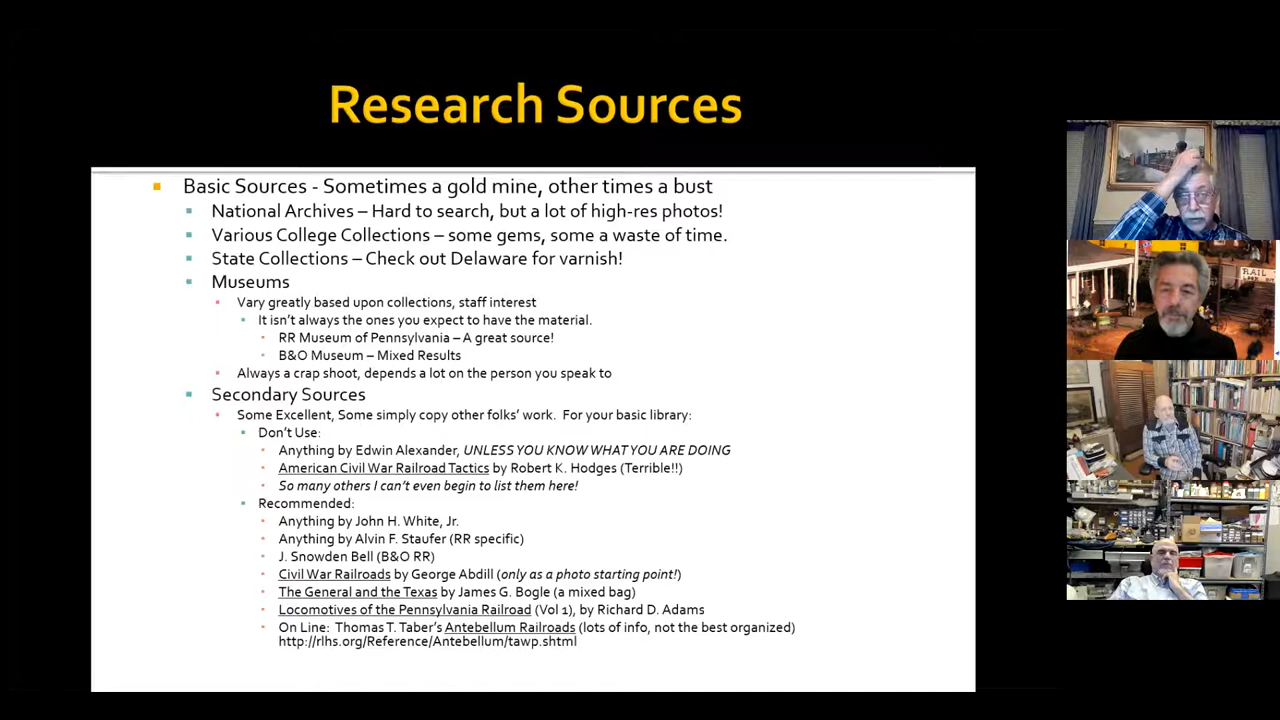 Research Sources
Basic Sources - Sometimes a gold mine, other times a bust
National Archives – Hard to search, but a lot of high-res photos!
Various College Collections – some gems, some a waste of time.
State Collections – Check out Delaware for varnish!
Museums
Vary greatly based upon collections, staff interest
It isn't always the ones you expect to have the material.
RR Museum of Pennsylvania – A great source!
B&O Museum – Mixed Results
Always a crap shoot, depends a lot on the person you speak to
Secondary Sources
Some Excellent, Some simply copy other folks' work. For your basic library:
Don't Use:
Anything by Edwin Alexander, UNLESS YOU KNOW WHAT YOU ARE DOING
American Civil War Railroad Tactics by Robert K. Hodges (Terrible!!)
So many others I can't even begin to list them here!
Recommended:
Anything by John H. White, Jr.
Anything by Alvin F. Staufer (RR specific)
J. Snowden Bell (B&O RR)
Civil War Railroads by George Abdill (only as a photo starting point!)
The General and the Texas by James G. Bogle (a mixed bag)
Locomotives of the Pennsylvania Railroad (Vol 1), by Richard D. Adams
On Line: Thomas T. Taber's Antebellum Railroads (lots of info, not the best organized)
http://rlhs.org/Reference/Antebellum/tawp.shtml
RAIL